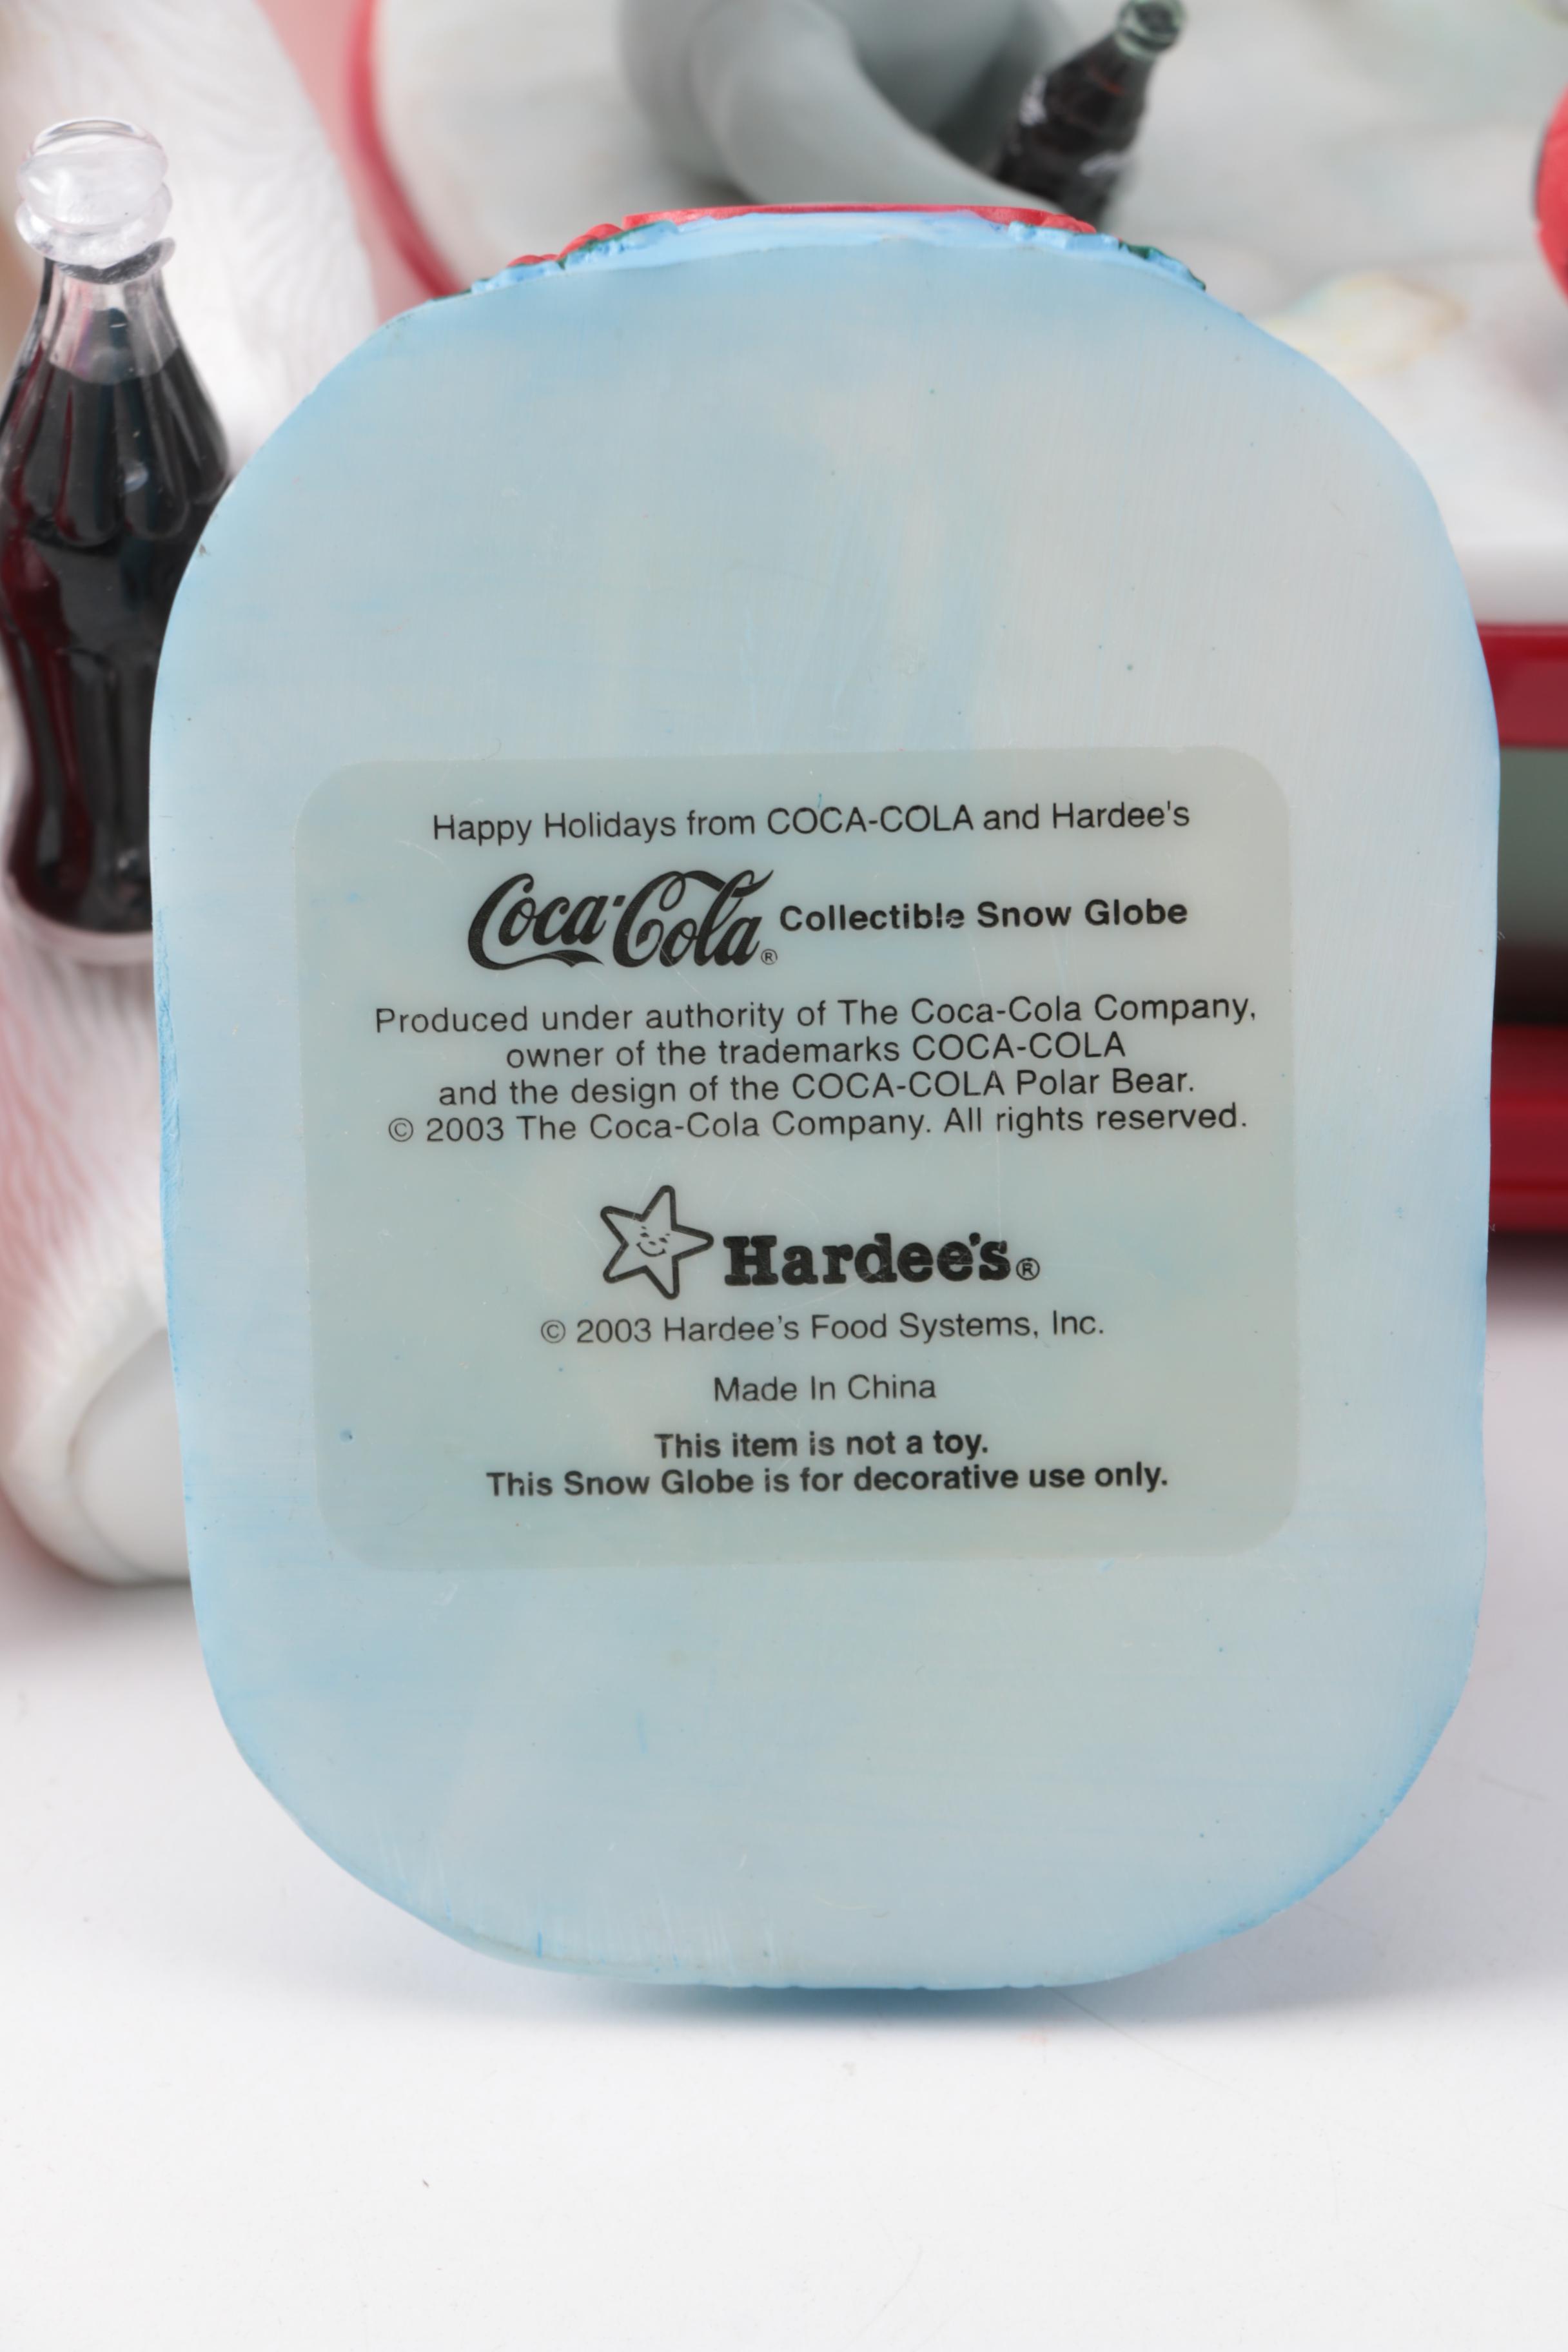 Happy Holidays from COCA-COLA and Hardee's
Coca-Cola® Collectible Snow Globe
Produced under authority of The Coca-Cola Company,
owner of the trademarks COCA-COLA
and the design of the COCA-COLA Polar Bear.
© 2003 The Coca-Cola Company. All rights reserved.
Hardee's®
© 2003 Hardee's Food Systems, Inc.
Made In China
This item is not a toy.
This Snow Globe is for decorative use only.